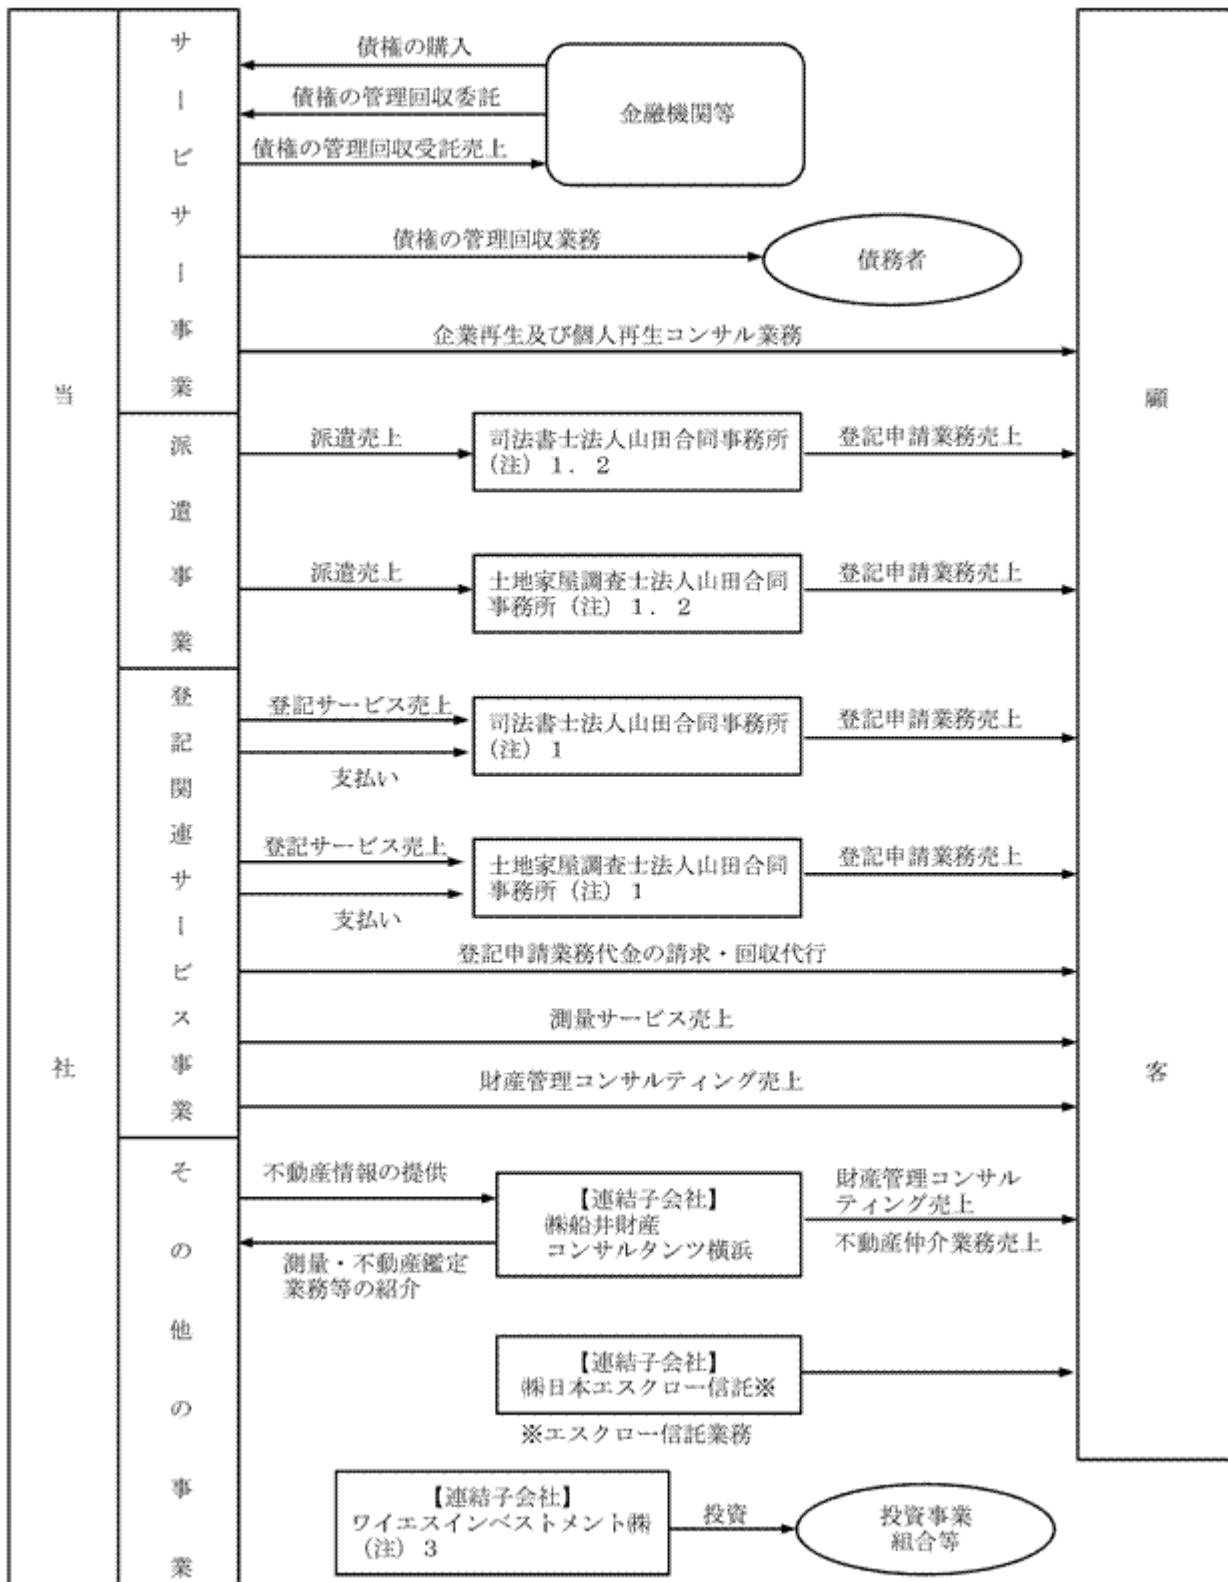 当社
サービサー事業
債権の購入
債権の管理回収委託
債権の管理回収受託売上
金融機関等
債権の管理回収業務
債務者
企業再生及び個人再生コンサル業務
顧客
派遣事業
派遣売上
司法書士法人山田合同事務所
(注) 1. 2
登記申請業務売上
派遣売上
土地家屋調査士法人山田合同
事務所 (注) 1. 2
登記申請業務売上
登記関連サービス事業
登記サービス売上
支払い
司法書士法人山田合同事務所
(注) 1
登記申請業務売上
登記サービス売上
支払い
土地家屋調査士法人山田合同
事務所 (注) 1
登記申請業務売上
登記申請業務代金の請求・回収代行
測量サービス売上
財産管理コンサルティング売上
その他の事業
不動産情報の提供
測量・不動産鑑定
業務等の紹介
【連結子会社】
㈱船井財産
コンサルタンツ横浜
財産管理コンサル
ティング売上
不動産仲介業務売上
【連結子会社】
㈱日本エスクロー信託※
※エスクロー信託業務
【連結子会社】
ワイエスインベストメント㈱
(注) 3
投資
投資事業
組合等